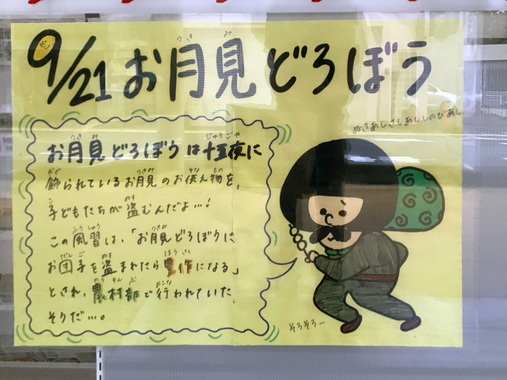 9/21 お月見どろぼう
お月見どろぼうは十五夜に
飾られているお月見のお供え物を、
子どもたちが盗むんだよ…!
この風習は、「お月見どろぼうに
お団子を盗まれたら豊作になる」
とされ、農村部で行われていた
そうだ…。
ぬきあしさしあししのびあし
そろそろー